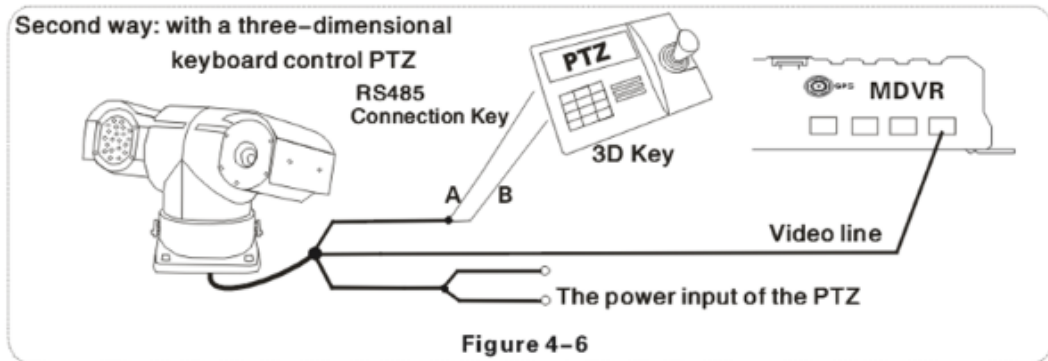 Second way: with a three-dimensional
keyboard control PTZ
RS485
Connection Key
PTZ
3D Key
GPS
MDVR
A
B
Video line
The power input of the PTZ
Figure 4-6